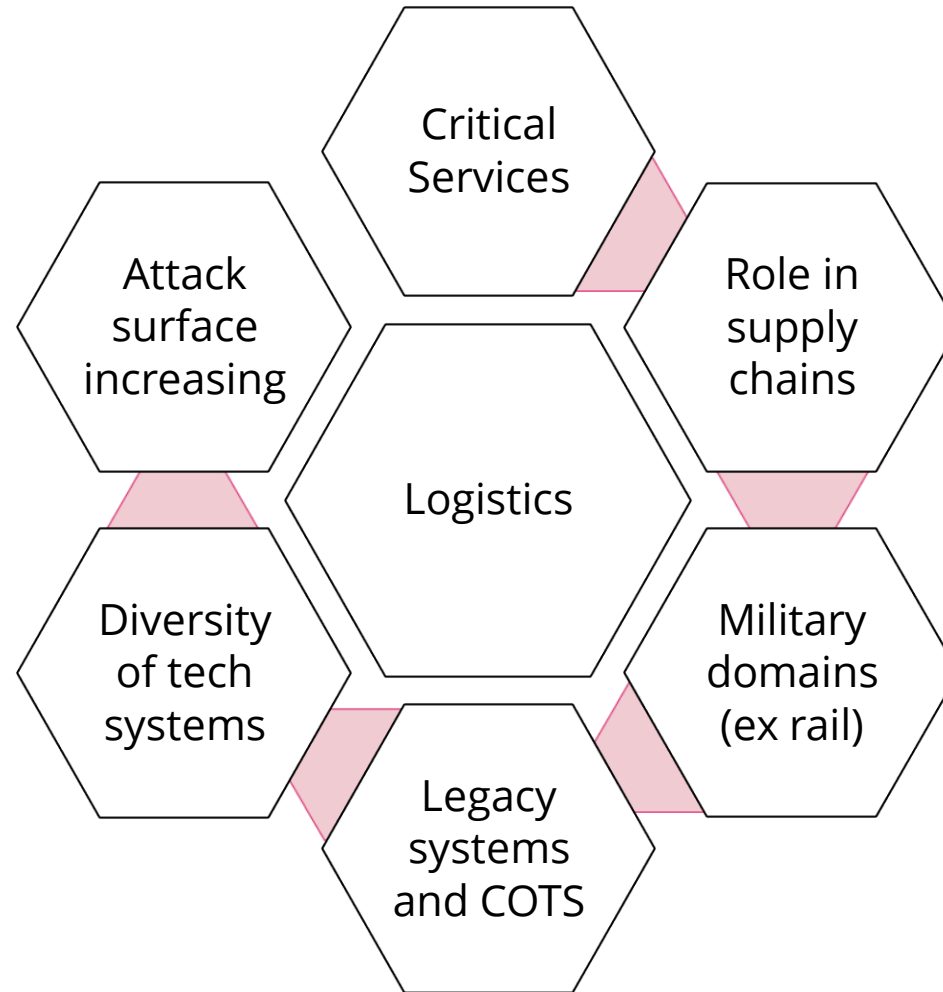 Critical
Services
Attack
surface
increasing
Role in
supply
chains
Logistics
Diversity
of tech
systems
Military
domains
(ex rail)
Legacy
systems
and COTS